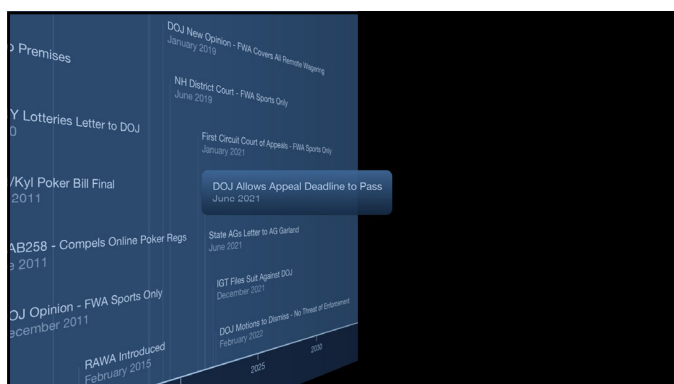 DOJ New Opinion - FWA Covers All Remote Wagering
January 2019
Premises
NH District Court - FWA Sports Only
June 2019
Y Lotteries Letter to DOJ
0
First Circuit Court of Appeals - FWA Sports Only
January 2021
/Kyl Poker Bill Final
2011
DOJ Allows Appeal Deadline to Pass
June 2021
AB258 - Compels Online Poker Regs
e 2011
State AGs Letter to AG Garland
June 2021
IGT Files Suit Against DOJ
December 2021
OJ Opinion - FWA Sports Only
ecember 2011
DOJ Motions to Dismiss - No Threat of Enforcement
February 2022
RAWA Introduced
February 2015
2025
2030